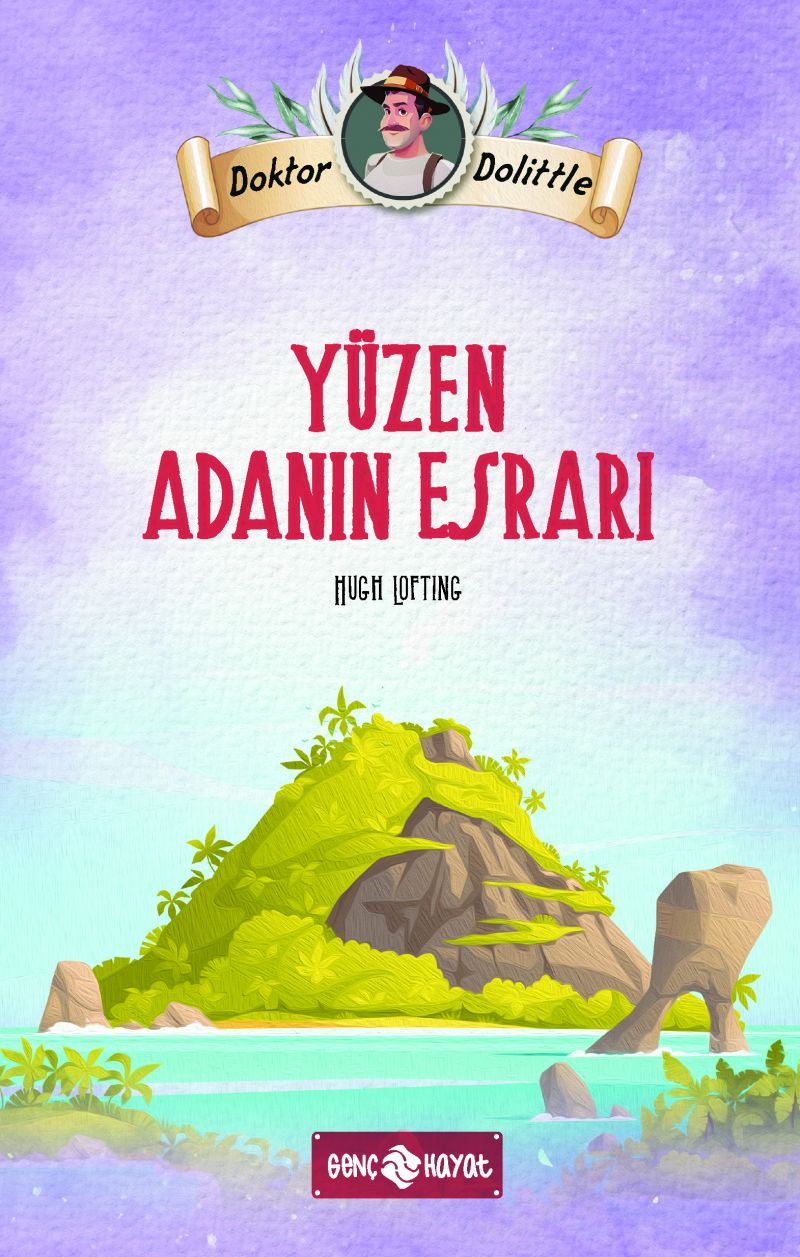 Doktor Dolittle
YÜZEN
ADANIN ESRARI
HUGH LOFTING
GENÇ HAYAT